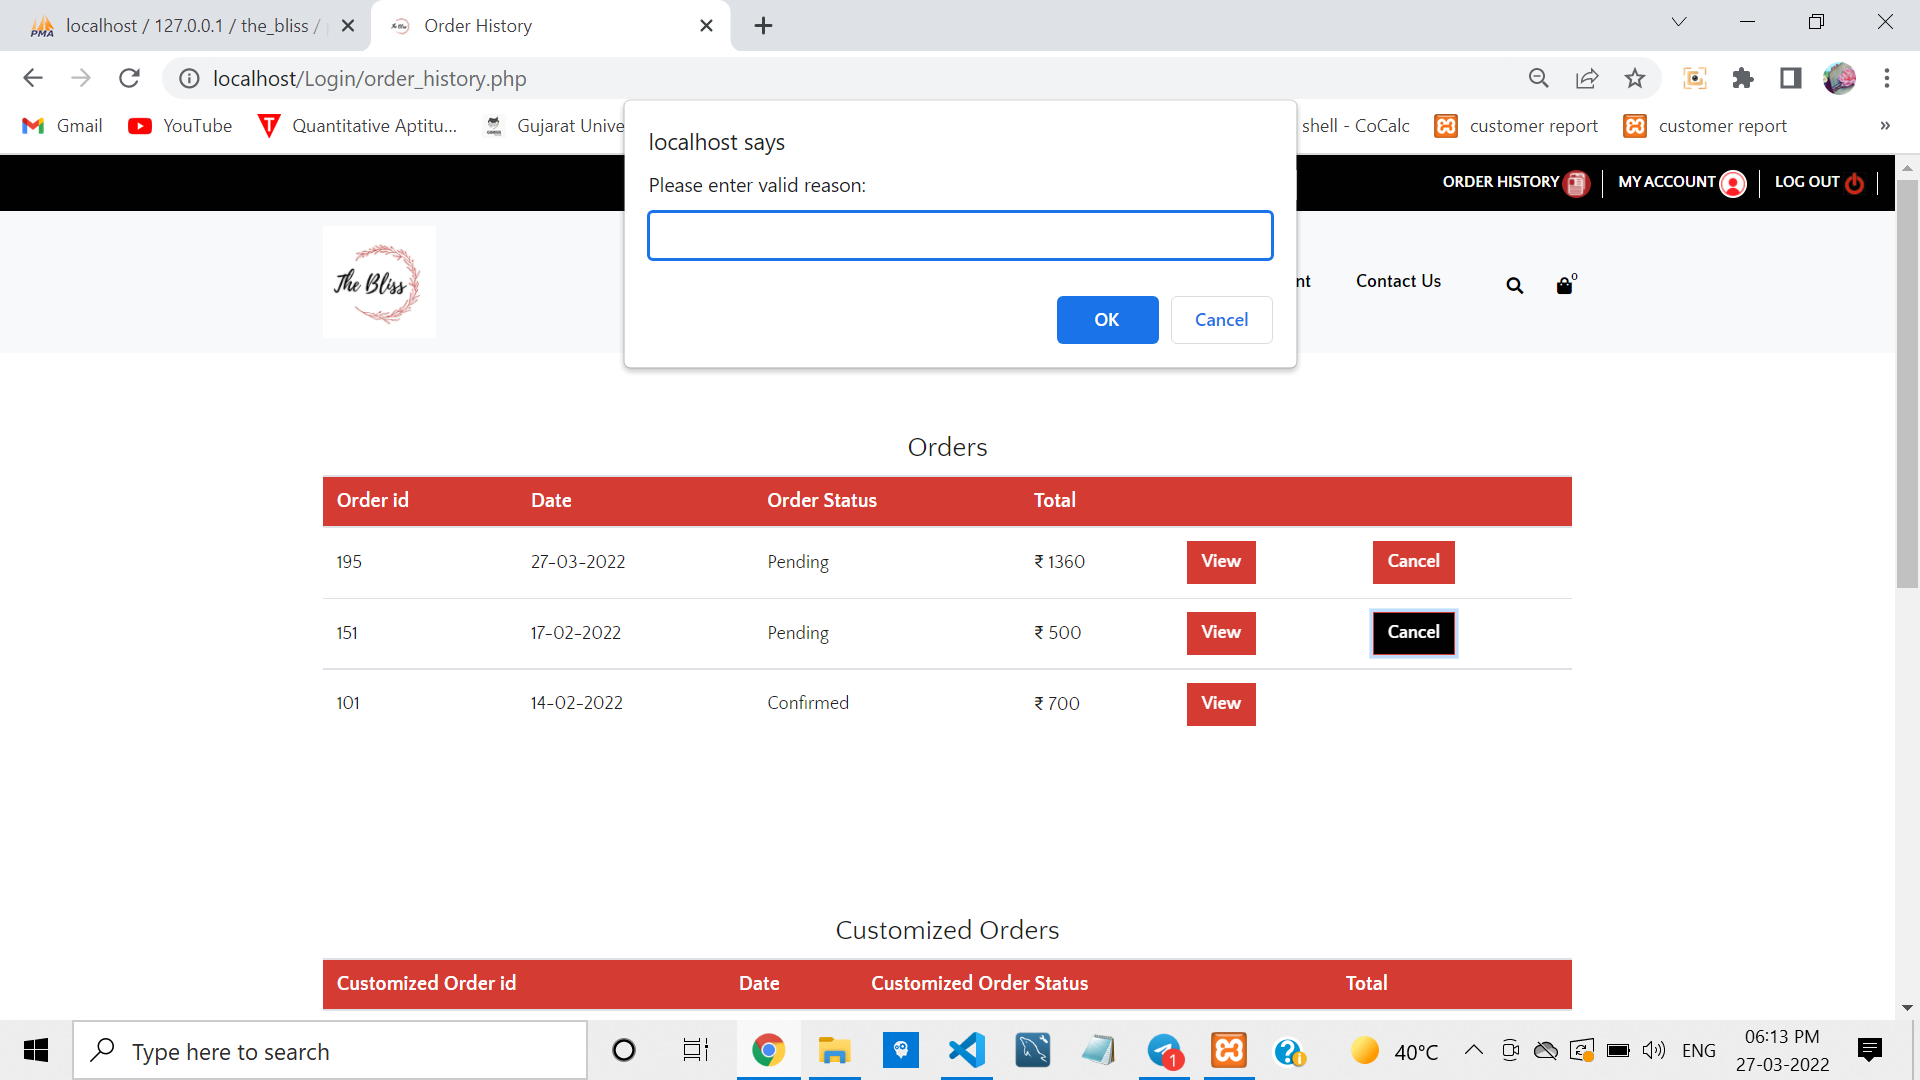 localhost / 127.0.0.1 / the_bliss /
Order History
localhost/Login/order_history.php
Gmail
YouTube
Quantitative Aptitu...
Gujarat Unive
shell - CoCalc
customer report
customer report
»
localhost says
Please enter valid reason:
OK
Cancel
ORDER HISTORY
MY ACCOUNT
LOG OUT
The Bliss
nt
Contact Us
0
Orders
Order id Date Order Status Total
195 27-03-2022 Pending ₹ 1360 View Cancel
151 17-02-2022 Pending ₹ 500 View Cancel
101 14-02-2022 Confirmed ₹ 700 View
Customized Orders
Customized Order id Date Customized Order Status Total
Type here to search
1
40°C
ENG
06:13 PM
27-03-2022